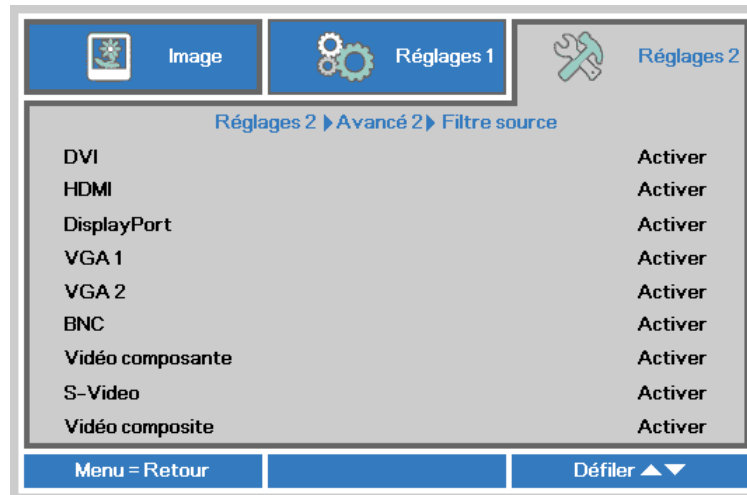 Image
Réglages 1
Réglages 2
Réglages 2 Avancé 2 Filtre source
DVI Activer
HDMI Activer
DisplayPort Activer
VGA 1 Activer
VGA 2 Activer
BNC Activer
Vidéo composante Activer
S-Video Activer
Vidéo composite Activer
Menu = Retour
Défiler